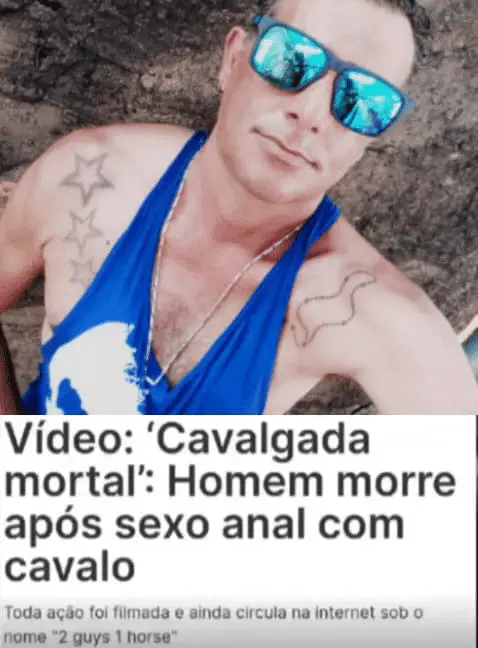 Vídeo: ‘Cavalgada
mortal’: Homem morre
após sexo anal com
cavalo
Toda ação foi filmada e ainda circula na internet sob o
nome "2 guys 1 horse"